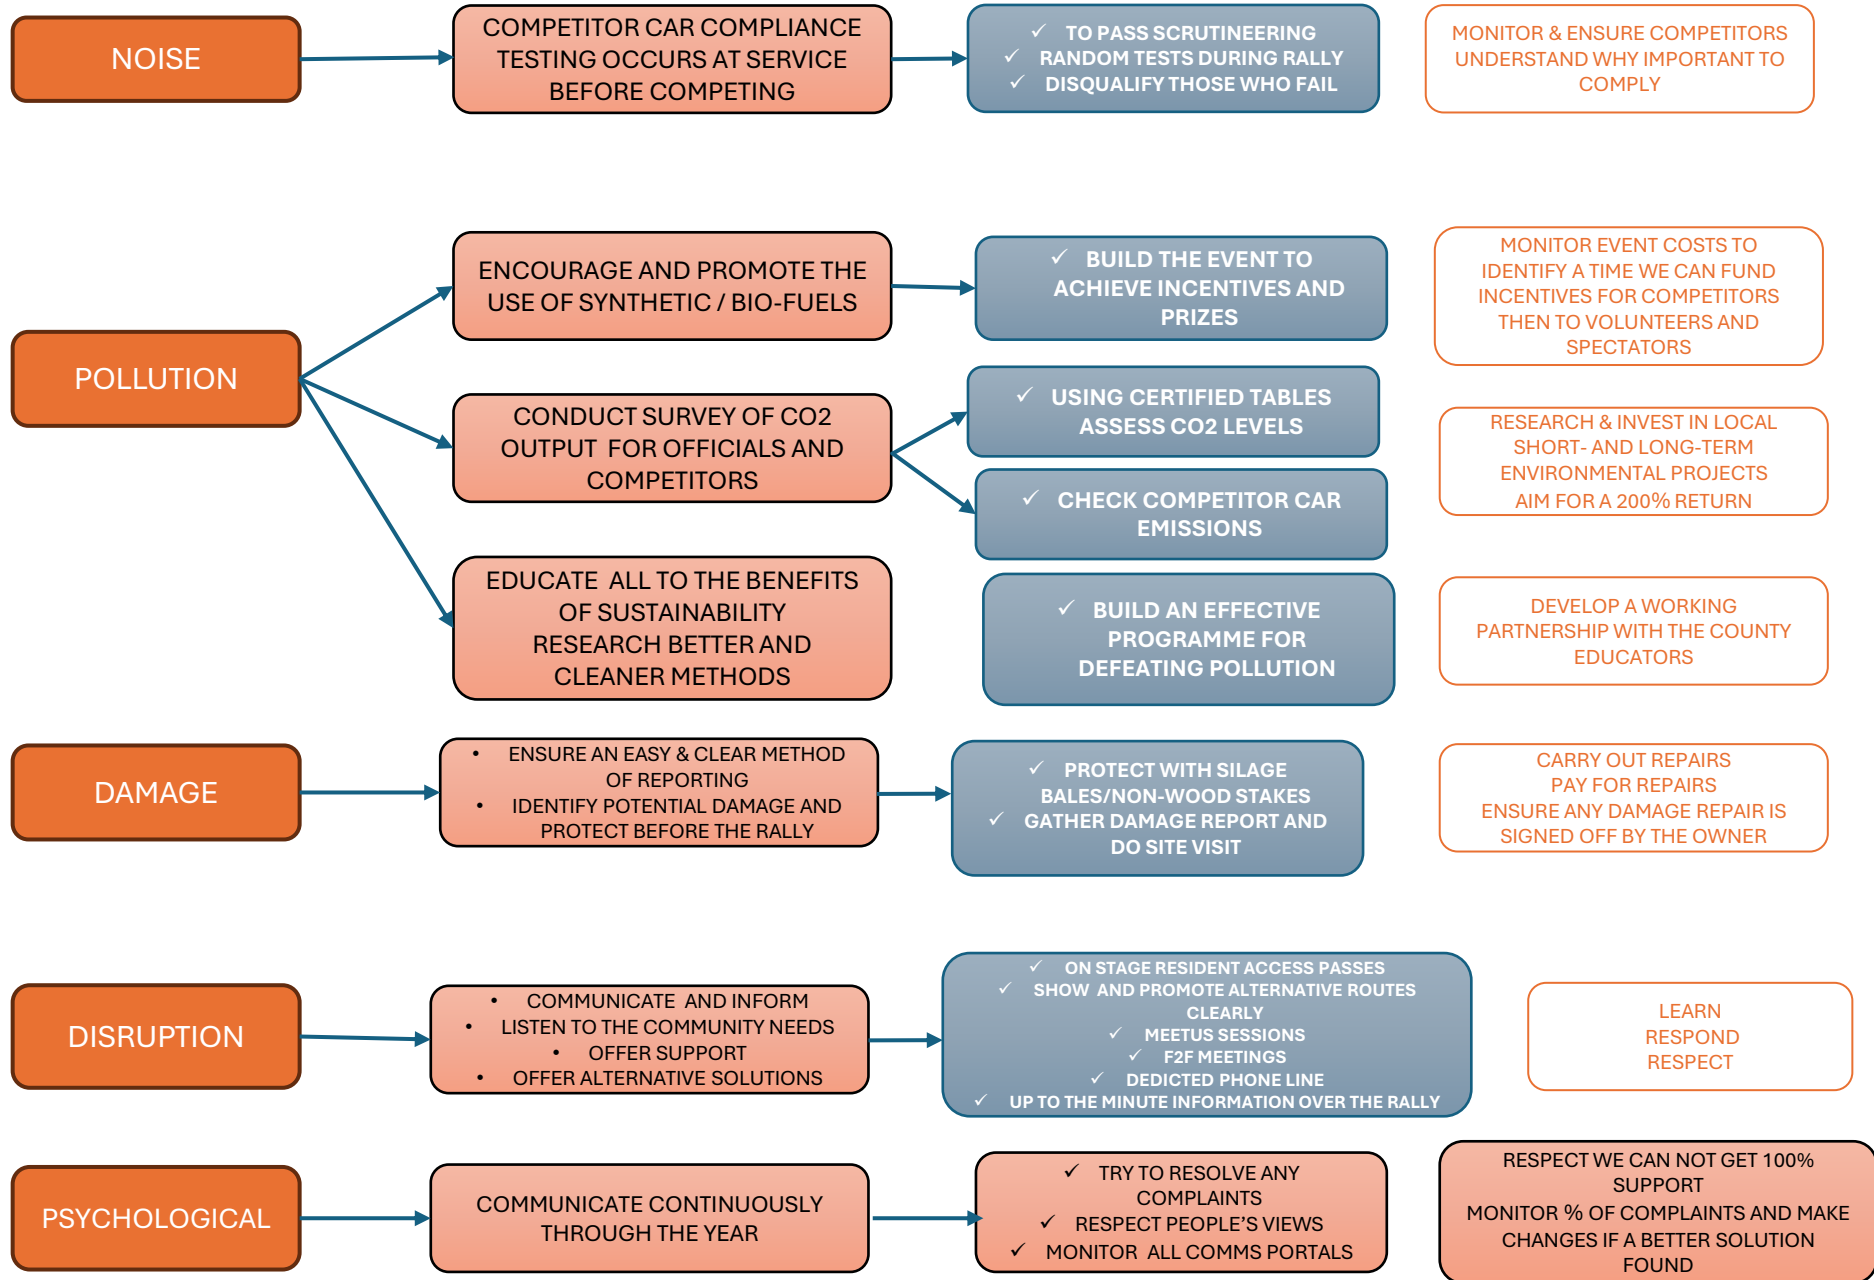 NOISE
COMPETITOR CAR COMPLIANCE
TESTING OCCURS AT SERVICE
BEFORE COMPETING
✓ TO PASS SCRUTINEERING
✓ RANDOM TESTS DURING RALLY
✓ DISQUALIFY THOSE WHO FAIL
MONITOR & ENSURE COMPETITORS
UNDERSTAND WHY IMPORTANT TO
COMPLY
POLLUTION
ENCOURAGE AND PROMOTE THE
USE OF SYNTHETIC / BIO-FUELS
✓ BUILD THE EVENT TO
ACHIEVE INCENTIVES AND
PRIZES
MONITOR EVENT COSTS TO
IDENTIFY A TIME WE CAN FUND
INCENTIVES FOR COMPETITORS
THEN TO VOLUNTEERS AND
SPECTATORS
CONDUCT SURVEY OF CO2
OUTPUT FOR OFFICIALS AND
COMPETITORS
✓ USING CERTIFIED TABLES
ASSESS CO2 LEVELS
✓ CHECK COMPETITOR CAR
EMISSIONS
RESEARCH & INVEST IN LOCAL
SHORT- AND LONG-TERM
ENVIRONMENTAL PROJECTS
AIM FOR A 200% RETURN
EDUCATE ALL TO THE BENEFITS
OF SUSTAINABILITY
RESEARCH BETTER AND
CLEANER METHODS
✓ BUILD AN EFFECTIVE
PROGRAMME FOR
DEFEATING POLLUTION
DEVELOP A WORKING
PARTNERSHIP WITH THE COUNTY
EDUCATORS
DAMAGE
• ENSURE AN EASY & CLEAR METHOD
OF REPORTING
• IDENTIFY POTENTIAL DAMAGE AND
PROTECT BEFORE THE RALLY
✓ PROTECT WITH SILAGE
BALES/NON-WOOD STAKES
✓ GATHER DAMAGE REPORT AND
DO SITE VISIT
CARRY OUT REPAIRS
PAY FOR REPAIRS
ENSURE ANY DAMAGE REPAIR IS
SIGNED OFF BY THE OWNER
DISRUPTION
• COMMUNICATE AND INFORM
• LISTEN TO THE COMMUNITY NEEDS
• OFFER SUPPORT
• OFFER ALTERNATIVE SOLUTIONS
✓ ON STAGE RESIDENT ACCESS PASSES
✓ SHOW AND PROMOTE ALTERNATIVE ROUTES
CLEARLY
✓ MEETUS SESSIONS
✓ F2F MEETINGS
✓ DEDICTED PHONE LINE
✓ UP TO THE MINUTE INFORMATION OVER THE RALLY
LEARN
RESPOND
RESPECT
PSYCHOLOGICAL
COMMUNICATE CONTINUOUSLY
THROUGH THE YEAR
✓ TRY TO RESOLVE ANY
COMPLAINTS
✓ RESPECT PEOPLE'S VIEWS
✓ MONITOR ALL COMMS PORTALS
RESPECT WE CAN NOT GET 100%
SUPPORT
MONITOR % OF COMPLAINTS AND MAKE
CHANGES IF A BETTER SOLUTION
FOUND